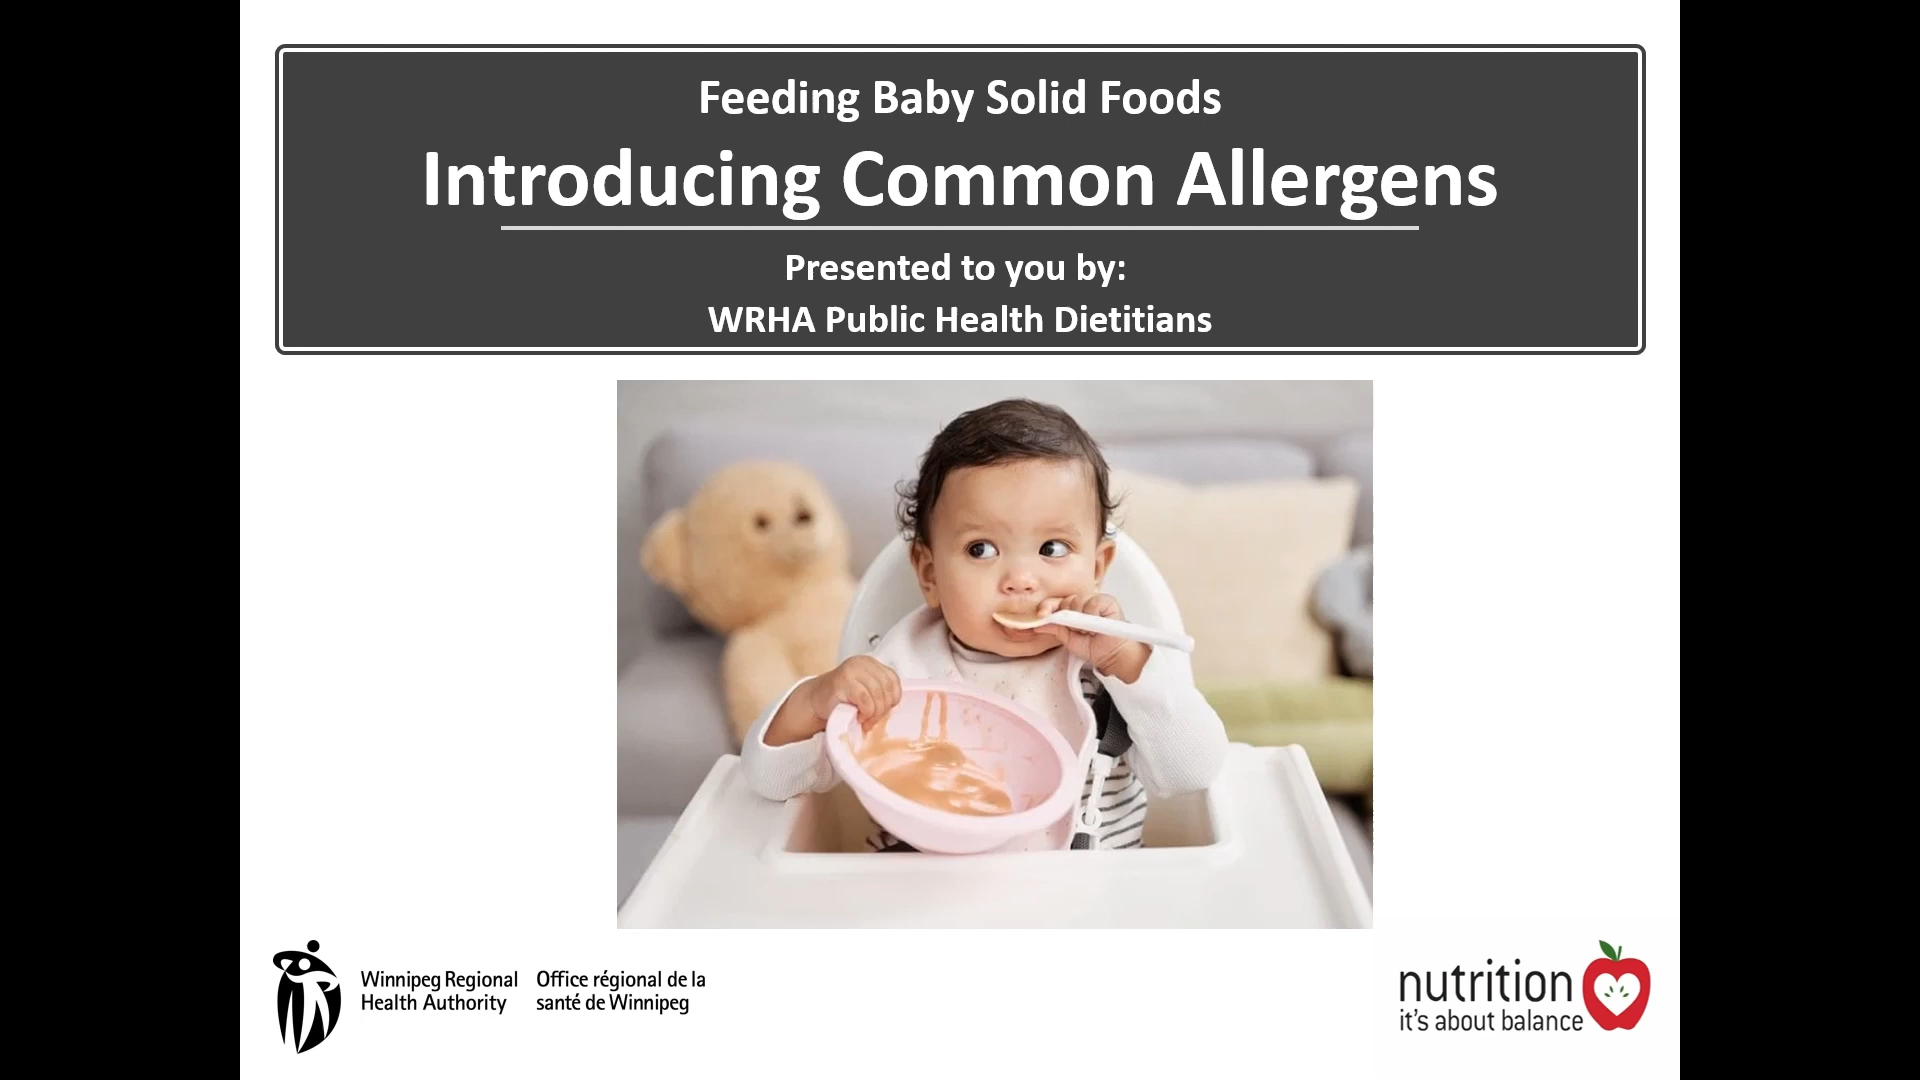 Feeding Baby Solid Foods
Introducing Common Allergens
Presented to you by:
WRHA Public Health Dietitians
Winnipeg Regional
Health Authority
Office régional de la
santé de Winnipeg
nutrition
it's about balance